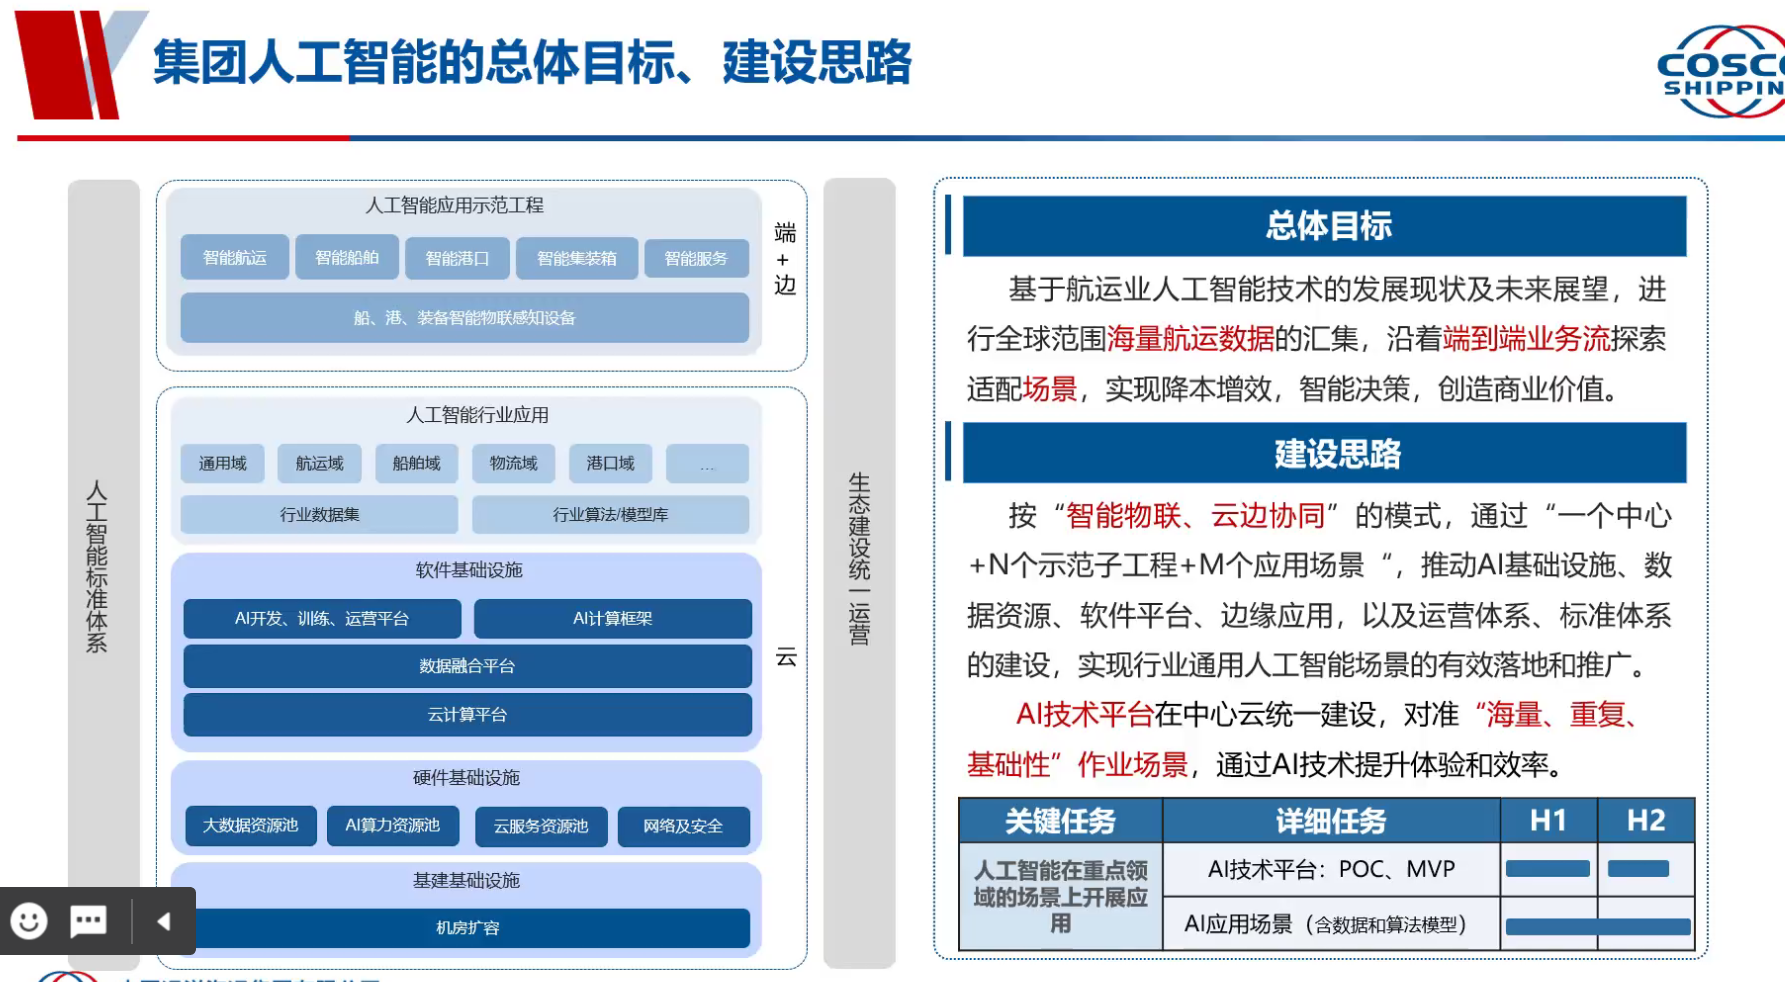 集团人工智能的总体目标、建设思路
COSCO
SHIPPIN
人工智能标准体系
人工智能应用示范工程
智能航运
智能船舶
智能港口
智能集装箱
智能服务
船、港、装备智能物联感知设备
端
+
边
人工智能行业应用
通用域
航运域
船舶域
物流域
港口域
...
行业数据集
行业算法/模型库
软件基础设施
AI开发、训练、运营平台
AI计算框架
数据融合平台
云计算平台
硬件基础设施
大数据资源池
AI算力资源池
云服务资源池
网络及安全
基建基础设施
机房扩容
云
生态建设统一运营
总体目标
基于航运业人工智能技术的发展现状及未来展望，进
行全球范围海量航运数据的汇集，沿着端到端业务流探索
适配场景，实现降本增效，智能决策，创造商业价值。
建设思路
按“智能物联、云边协同”的模式，通过“一个中心
+N个示范子工程+M个应用场景“，推动AI基础设施、数
据资源、软件平台、边缘应用，以及运营体系、标准体系
的建设，实现行业通用人工智能场景的有效落地和推广。
AI技术平台在中心云统一建设，对准“海量、重复、
基础性”作业场景，通过AI技术提升体验和效率。
关键任务
详细任务
H1
H2
人工智能在重点领
域的场景上开展应
用
AI技术平台：POC、MVP
AI应用场景（含数据和算法模型）